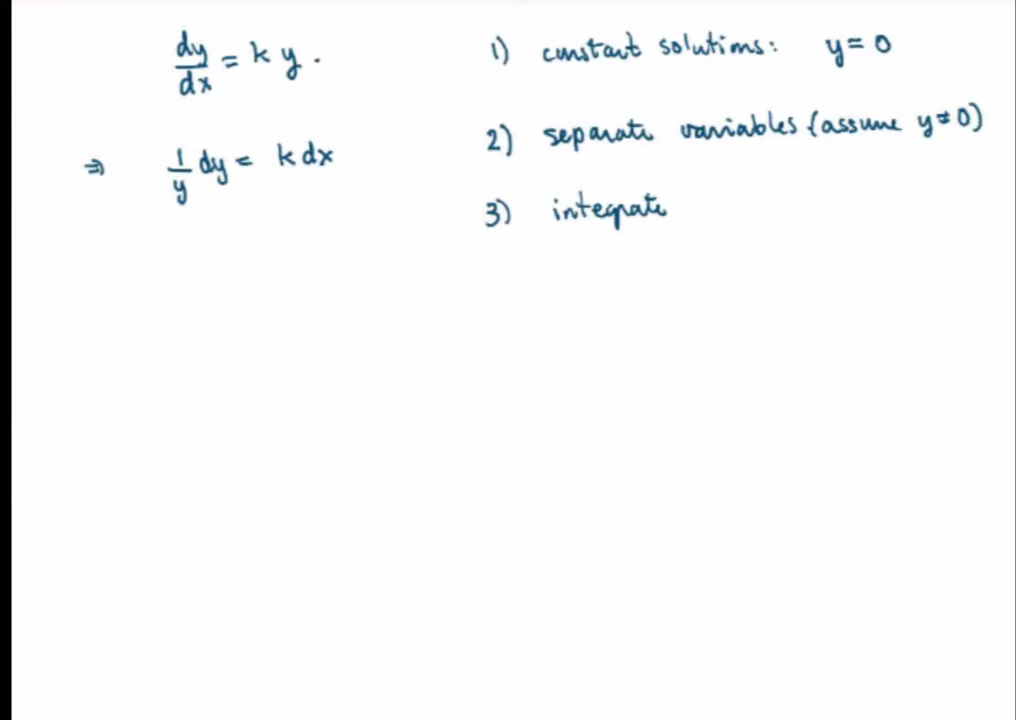 dy/dx = k y .
1) constant solutions: y = 0
2) separate variables (assume y ≠ 0)
⇒ 1/y dy = k dx
3) integrate